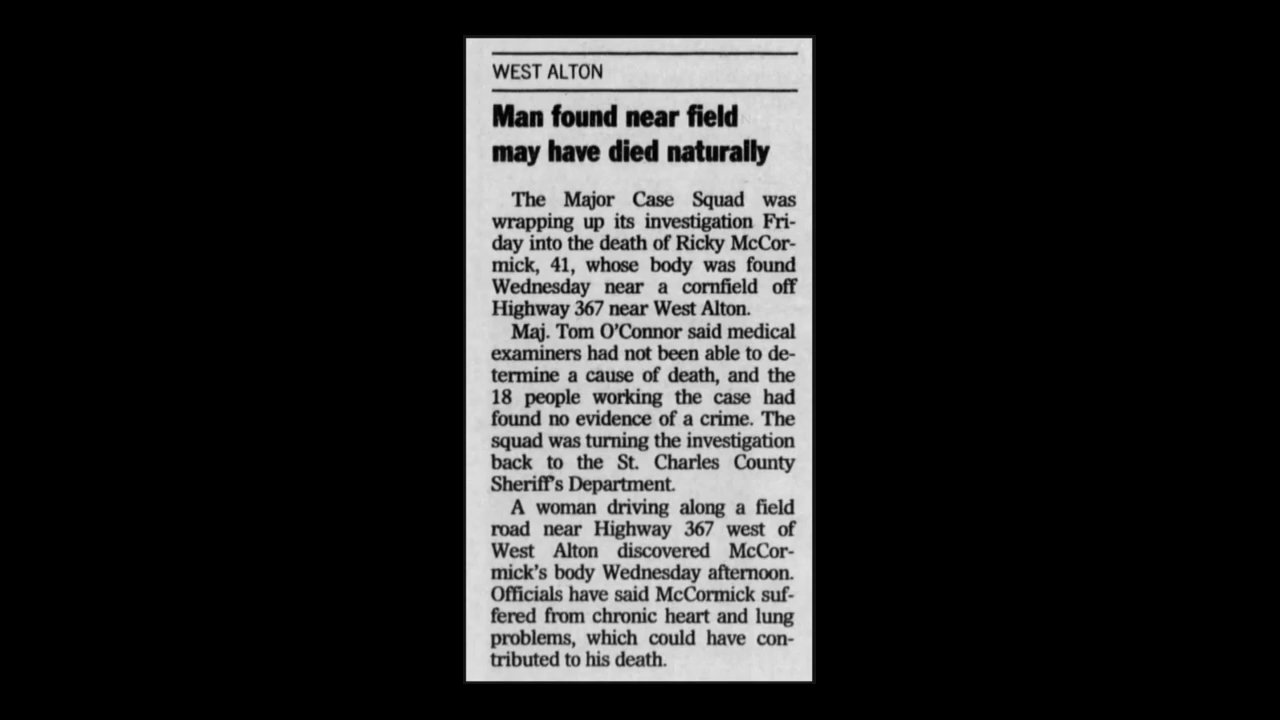 WEST ALTON
Man found near field
may have died naturally
The Major Case Squad was
wrapping up its investigation Fri-
day into the death of Ricky McCor-
mick, 41, whose body was found
Wednesday near a cornfield off
Highway 367 near West Alton.
Maj. Tom O'Connor said medical
examiners had not been able to de-
termine a cause of death, and the
18 people working the case had
found no evidence of a crime. The
squad was turning the investigation
back to the St. Charles County
Sheriff's Department.
A woman driving along a field
road near Highway 367 west of
West Alton discovered McCor-
mick's body Wednesday afternoon.
Officials have said McCormick suf-
fered from chronic heart and lung
problems, which could have con-
tributed to his death.